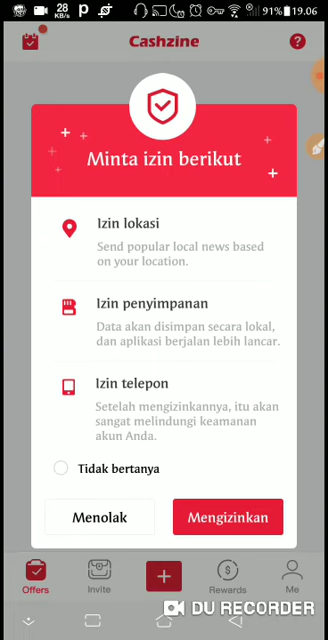 28
KB/s
91% 19.06
Cashzine
?
Minta izin berikut
Izin lokasi
Send popular local news based
on your location.
Izin penyimpanan
Data akan disimpan secara lokal,
dan aplikasi berjalan lebih lancar.
Izin telepon
Setelah mengizinkannya, itu akan
sangat melindungi keamanan
akun Anda.
Tidak bertanya
Menolak Mengizinkan
Offers Invite Rewards Me
DU RECORDER